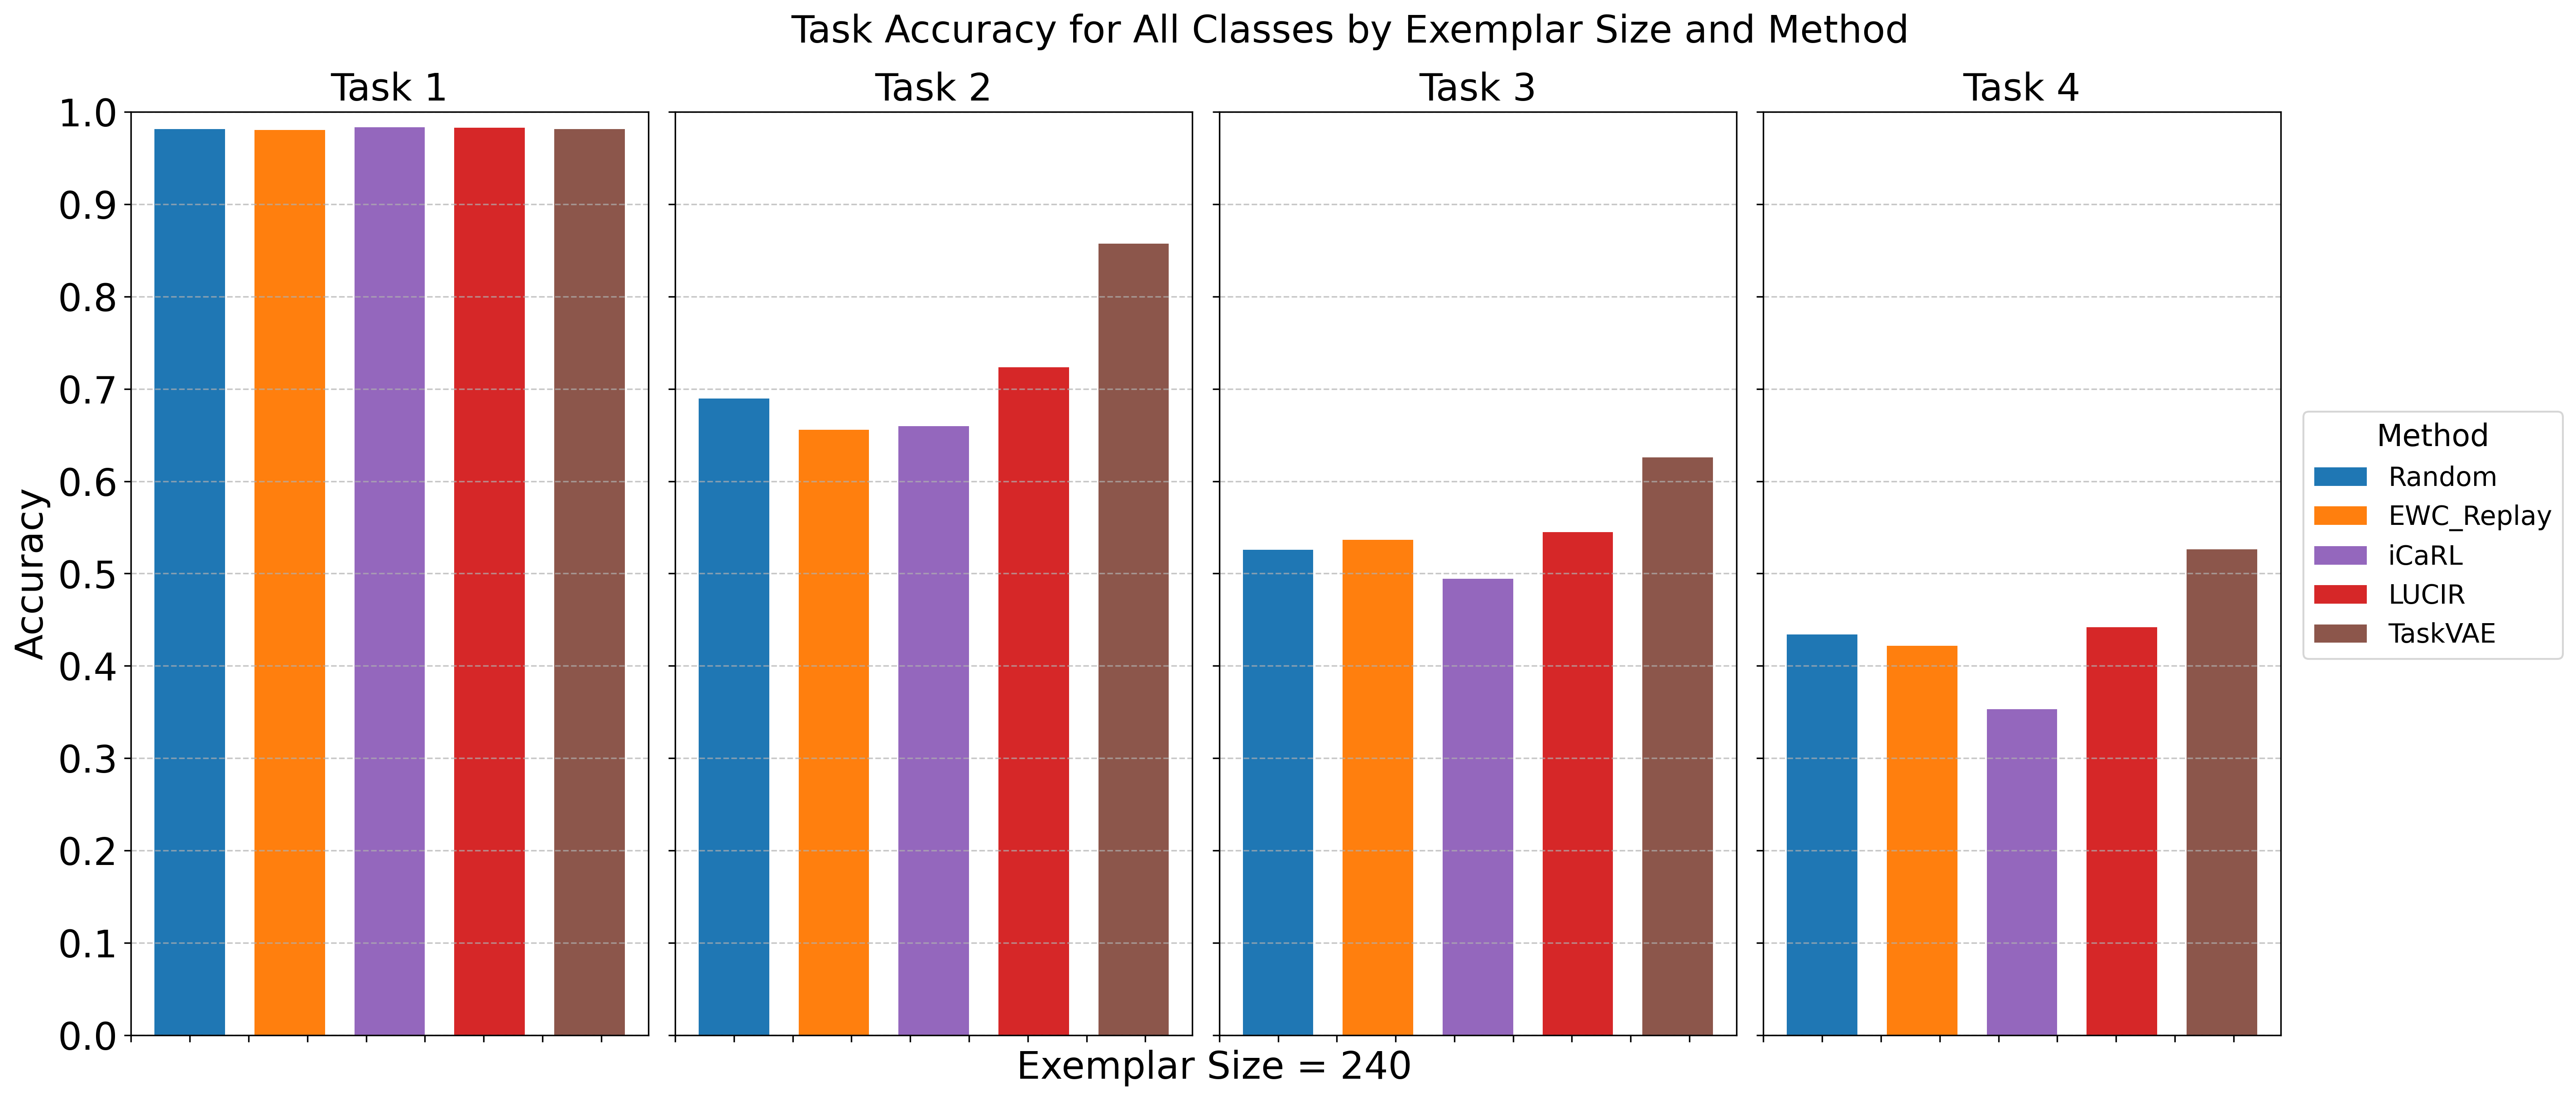 Task Accuracy for All Classes by Exemplar Size and Method
Task 1
Task 2
Task 3
Task 4
1.0
0.9
0.8
0.7
0.6
0.5
0.4
0.3
0.2
0.1
0.0
Accuracy
Exemplar Size = 240
Method
Random
EWC_Replay
iCaRL
LUCIR
TaskVAE